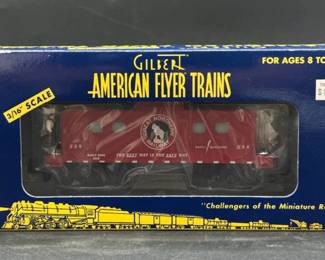 GILBERT
AMERICAN FLYER TRAINS
FOR AGES 8 TO
3/16" SCALE
THE BEST WAY IS THE SAFE WAY
"Challengers of the Miniature R